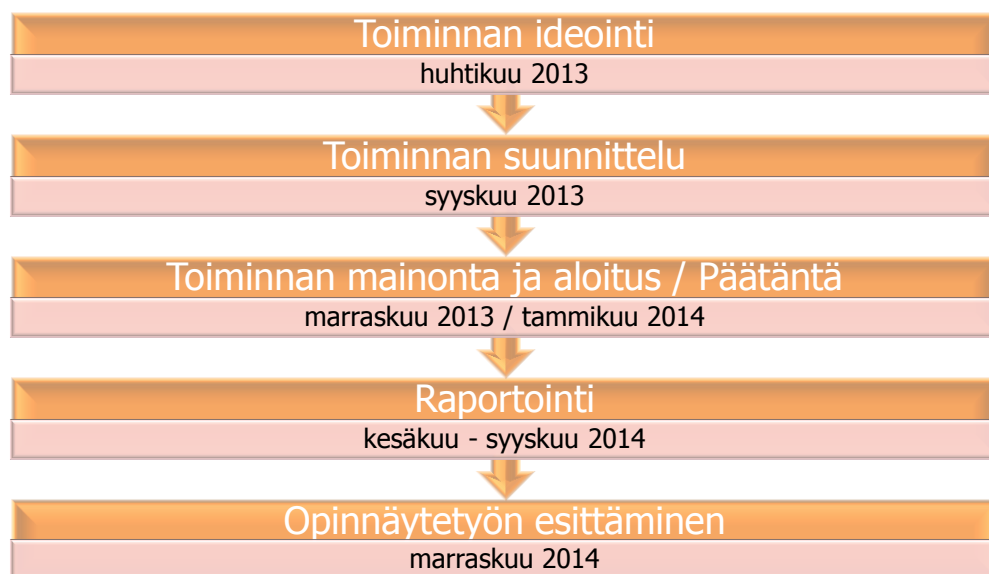 Toiminnan ideointi
huhtikuu 2013
Toiminnan suunnittelu
syyskuu 2013
Toiminnan mainonta ja aloitus / Päätäntä
marraskuu 2013 / tammikuu 2014
Raportointi
kesäkuu - syyskuu 2014
Opinnäytetyön esittäminen
marraskuu 2014